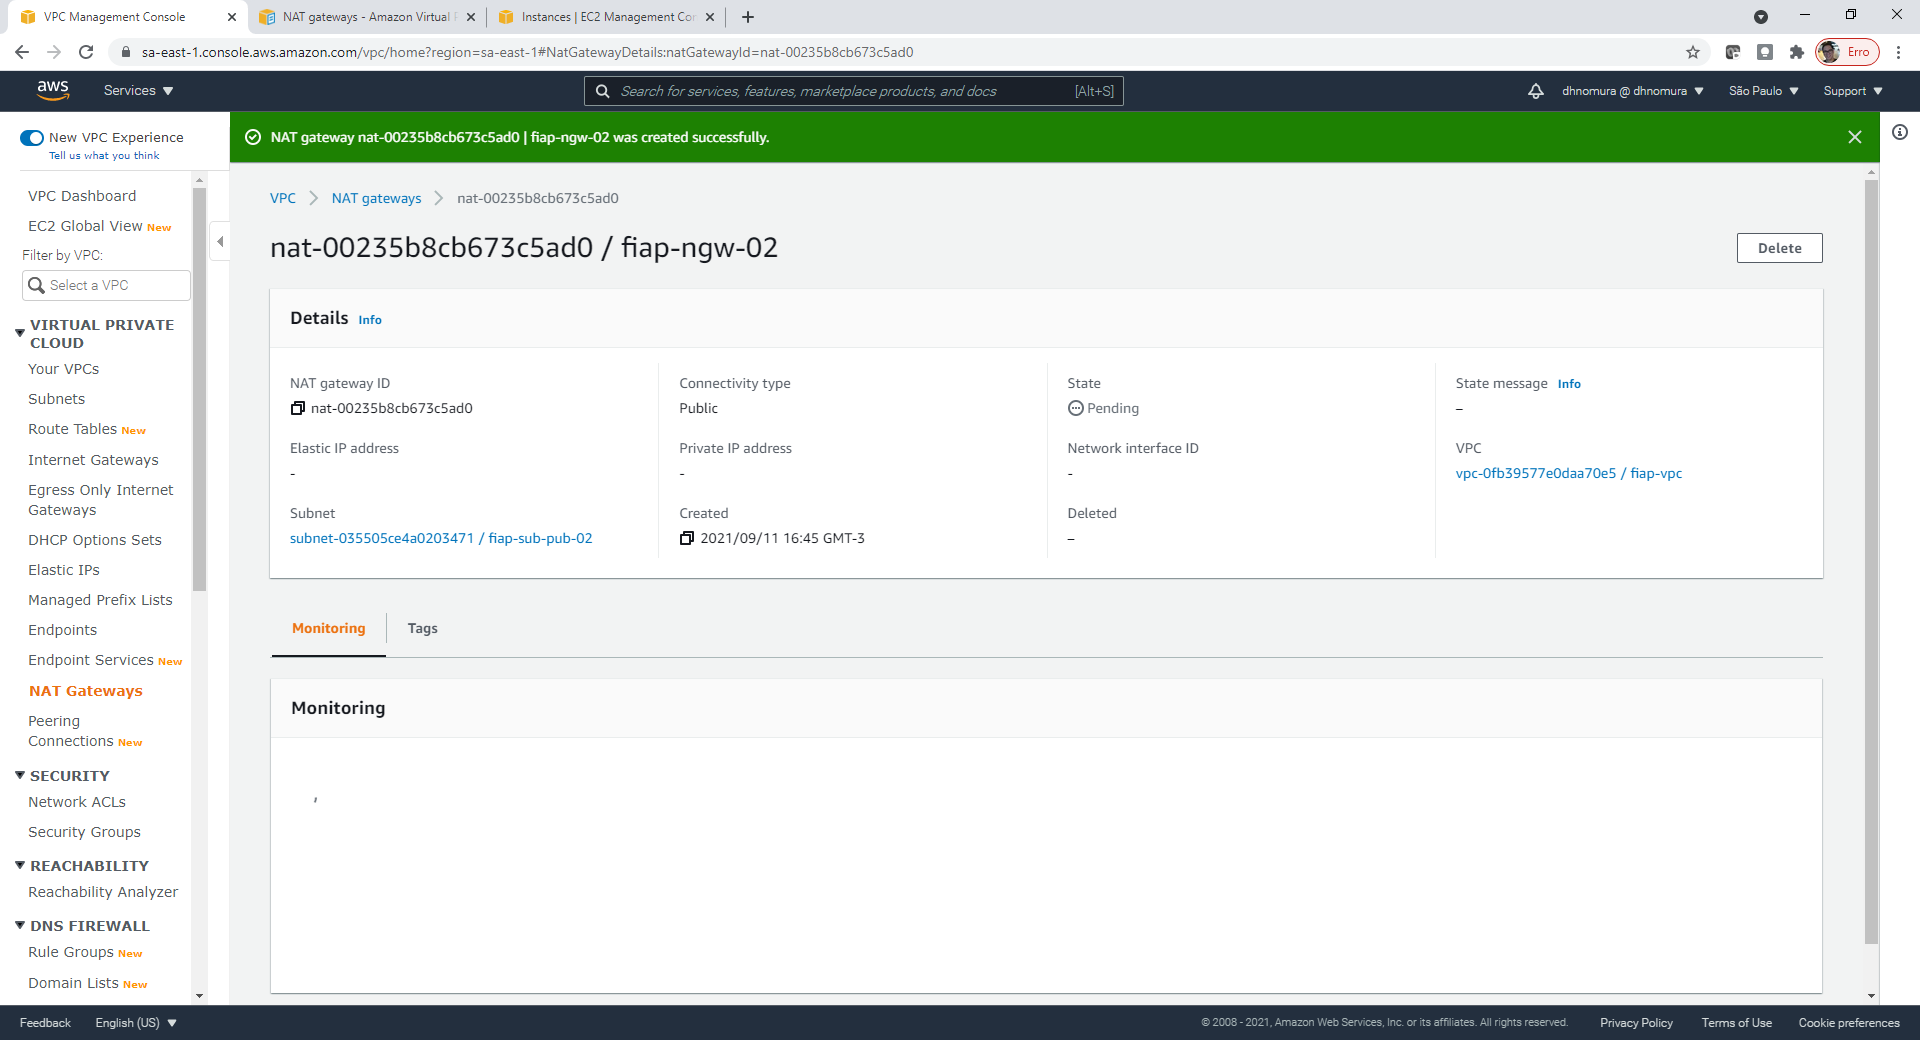 VPC Management Console
NAT gateways - Amazon Virtual P
Instances | EC2 Management Con
sa-east-1.console.aws.amazon.com/vpc/home?region=sa-east-1#NatGatewayDetails:natGatewayId=nat-00235b8cb673c5ad0
Erro
aws
Services
Search for services, features, marketplace products, and docs
[Alt+S]
dhnomura @ dhnomura
São Paulo
Support
New VPC Experience
Tell us what you think
VPC Dashboard
EC2 Global View New
Filter by VPC:
Select a VPC
VIRTUAL PRIVATE
CLOUD
Your VPCs
Subnets
Route Tables New
Internet Gateways
Egress Only Internet
Gateways
DHCP Options Sets
Elastic IPs
Managed Prefix Lists
Endpoints
Endpoint Services New
NAT Gateways
Peering
Connections New
SECURITY
Network ACLs
Security Groups
REACHABILITY
Reachability Analyzer
DNS FIREWALL
Rule Groups New
Domain Lists New
NAT gateway nat-00235b8cb673c5ad0 | fiap-ngw-02 was created successfully.
VPC
NAT gateways
nat-00235b8cb673c5ad0
nat-00235b8cb673c5ad0 / fiap-ngw-02
Delete
Details Info
NAT gateway ID
nat-00235b8cb673c5ad0
Connectivity type
Public
State
Pending
State message Info
–
Elastic IP address
-
Private IP address
-
Network interface ID
-
VPC
vpc-0fb39577e0daa70e5 / fiap-vpc
Subnet
subnet-035505ce4a0203471 / fiap-sub-pub-02
Created
2021/09/11 16:45 GMT-3
Deleted
–
Monitoring
Tags
Monitoring
Feedback
English (US)
© 2008 - 2021, Amazon Web Services, Inc. or its affiliates. All rights reserved.
Privacy Policy
Terms of Use
Cookie preferences